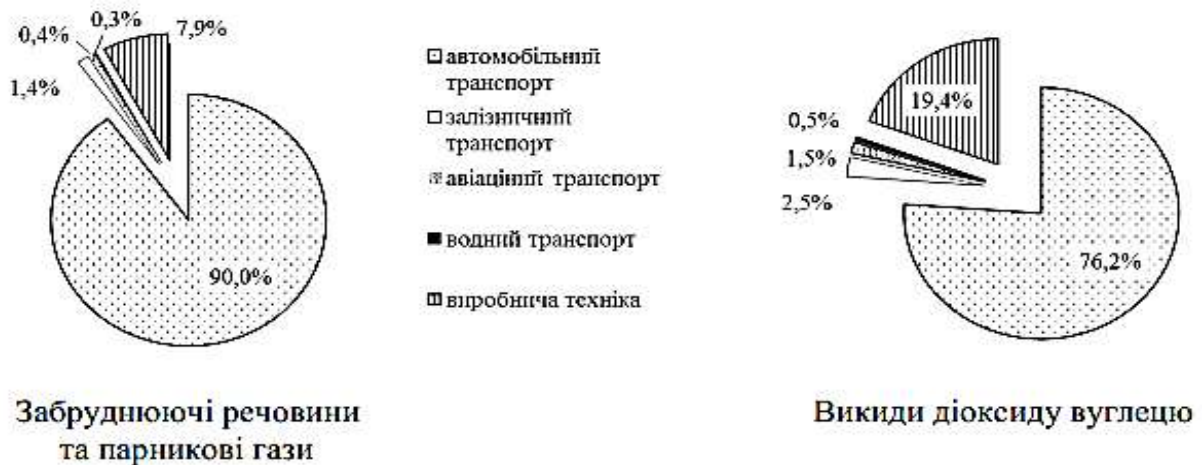 0,4%
0,3%
7,9%
1,4%
90,0%
автомобільний
транспорт
залізничний
транспорт
авіаціний транспорт
водний транспорт
виробнича техніка
19,4%
0,5%
1,5%
2,5%
76,2%
Забруднюючі речовини
та парникові гази
Викиди діоксиду вуглецю